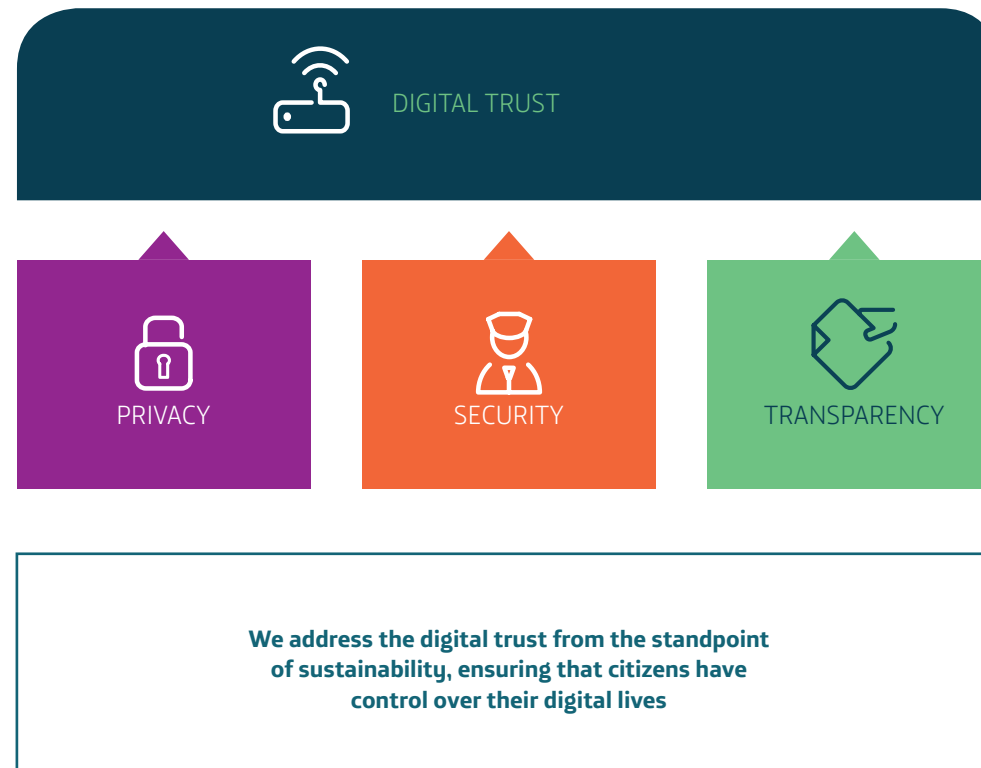 DIGITAL TRUST
PRIVACY
SECURITY
TRANSPARENCY
We address the digital trust from the standpoint
of sustainability, ensuring that citizens have
control over their digital lives